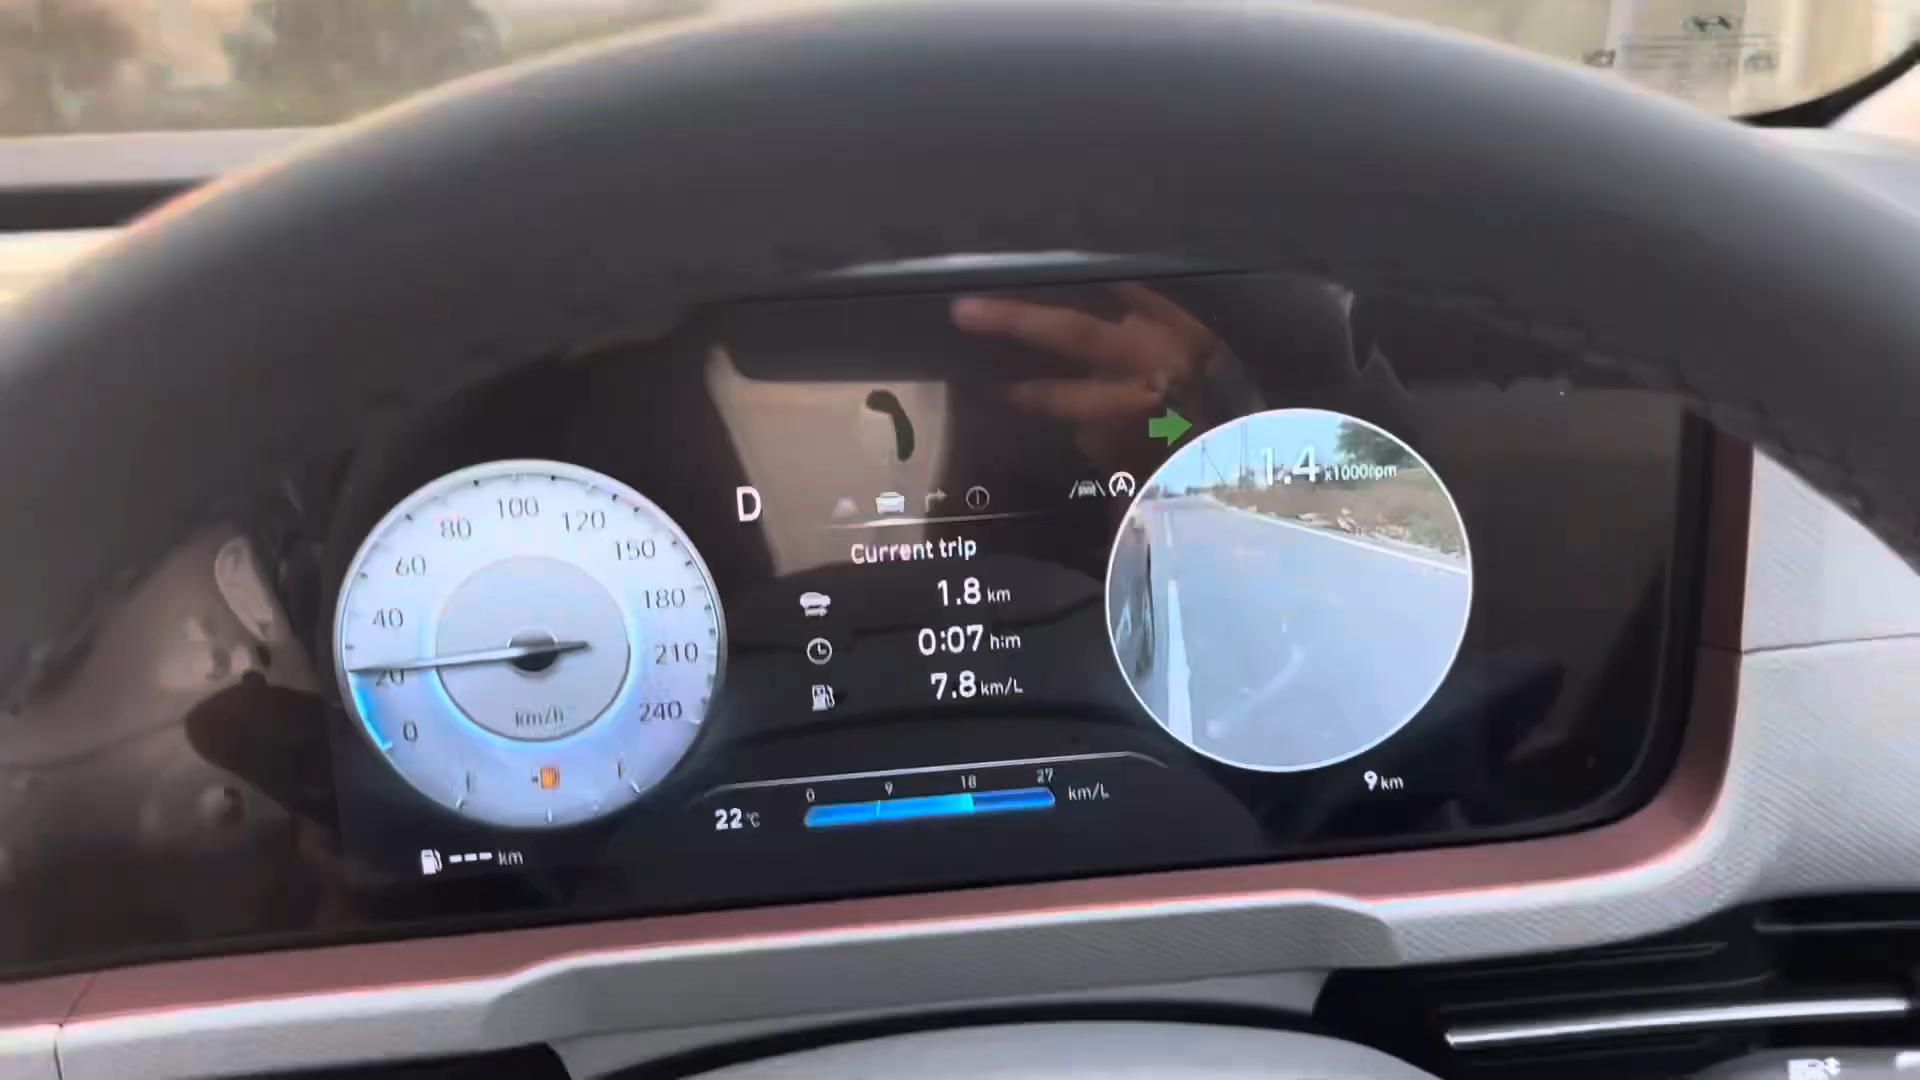 100
80
120
60
150
40
180
20
210
0
240
km/h
--- km
D
Current trip
1.8 km
0:07 h:m
7.8 km/L
0 9 18 27
km/L
22 °C
A
1.4 x1000rpm
9 km